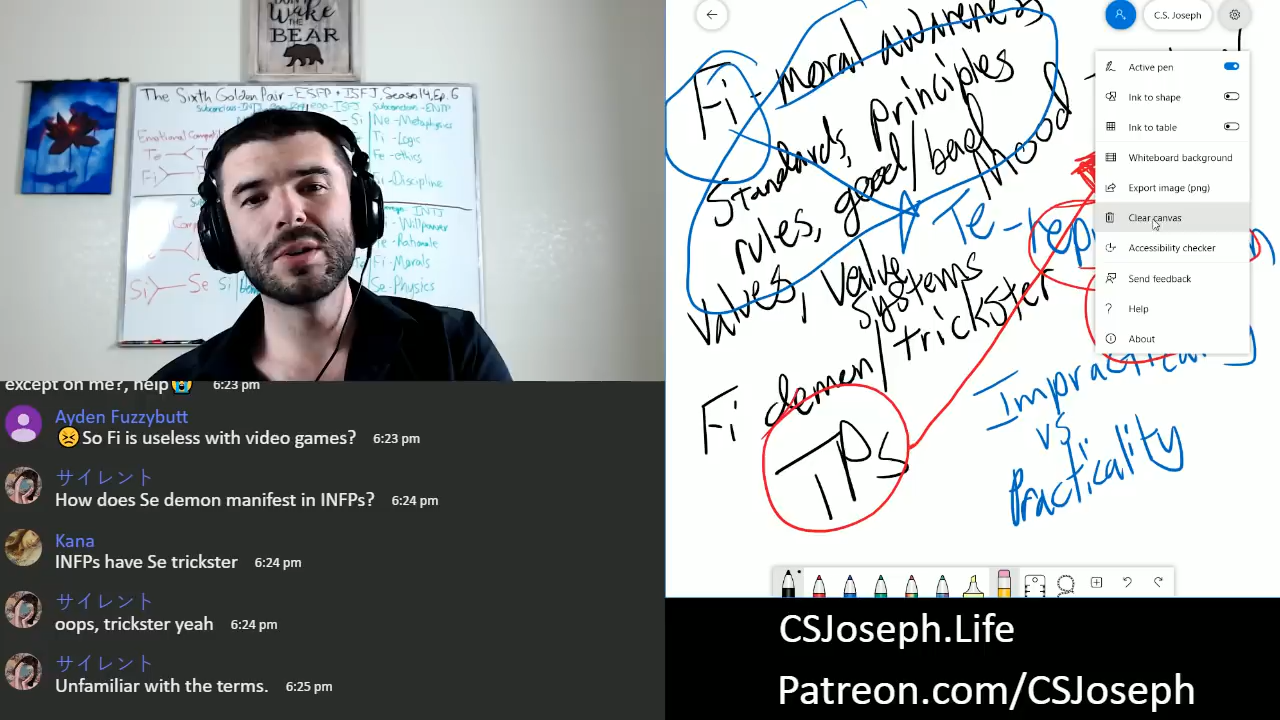 DON'T
Wake
THE
BEAR
The Sixth Golden Pair - ESFP + ISFJ, Season 14, Ep. 6
Ne - Metaphysics
Ti - Logic
Fe - ethics
Discipline
INTJ
Willpower
Te - Rationale
Fi - Morals
Se - Physics
Si
Se
except on me?, help😭 6:23 pm
Ayden Fuzzybutt
😣So Fi is useless with video games? 6:23 pm
サイレント
How does Se demon manifest in INFPs? 6:24 pm
Kana
INFPs have Se trickster 6:24 pm
サイレント
oops, trickster yeah 6:24 pm
サイレント
Unfamiliar with the terms. 6:25 pm
C.S. Joseph
Active pen
Ink to shape
Ink to table
Whiteboard background
Export image (png)
Clear canvas
Accessibility checker
Send feedback
Help
About
Fi - moral awareness
Standards, principles
rules, good/bad
Mood
values, value
systems
Te - rep
Fi demon/trickster
TPs
Impracticality
vs
Practicality
CSJoseph.Life
Patreon.com/CSJoseph